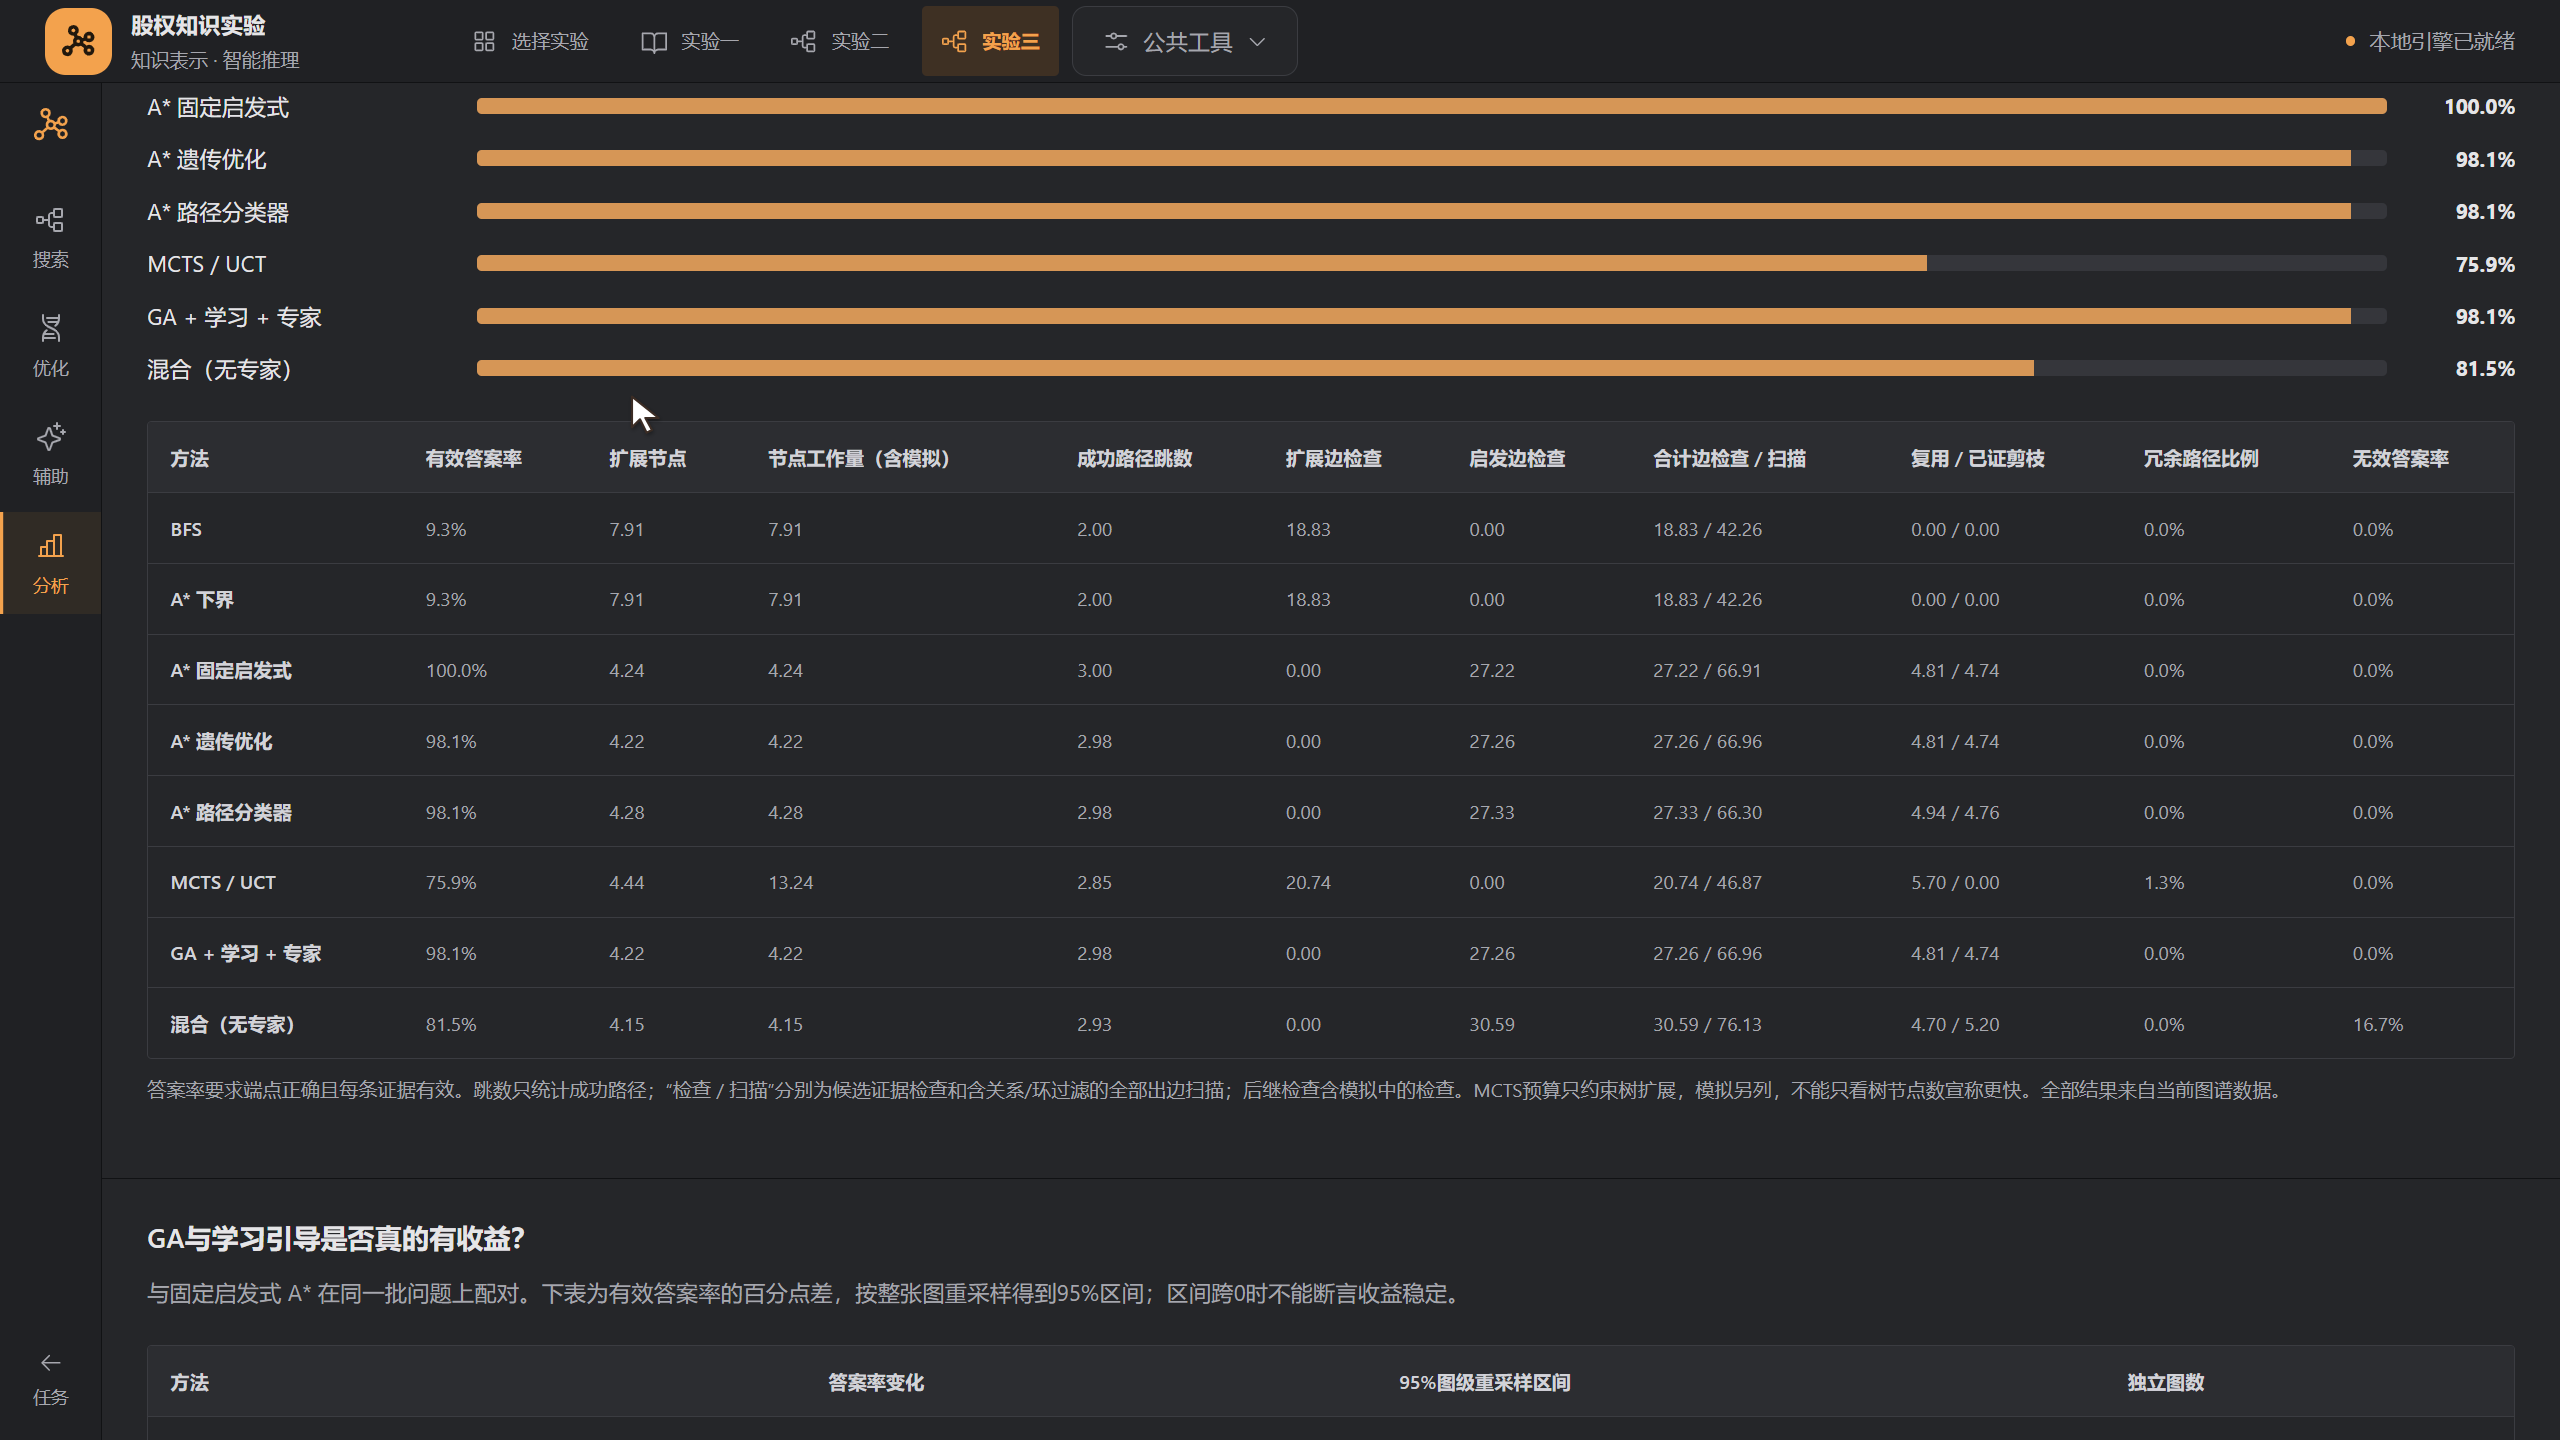 股权知识实验
知识表示 · 智能推理
选择实验
实验一
实验二
实验三
公共工具
本地引擎已就绪
搜索
优化
辅助
分析
任务
A* 固定启发式 100.0%
A* 遗传优化 98.1%
A* 路径分类器 98.1%
MCTS / UCT 75.9%
GA + 学习 + 专家 98.1%
混合（无专家） 81.5%
方法 有效答案率 扩展节点 节点工作量（含模拟） 成功路径跳数 扩展边检查 启发边检查 合计边检查 / 扫描 复用 / 已证剪枝 冗余路径比例 无效答案率
BFS 9.3% 7.91 7.91 2.00 18.83 0.00 18.83 / 42.26 0.00 / 0.00 0.0% 0.0%
A* 下界 9.3% 7.91 7.91 2.00 18.83 0.00 18.83 / 42.26 0.00 / 0.00 0.0% 0.0%
A* 固定启发式 100.0% 4.24 4.24 3.00 0.00 27.22 27.22 / 66.91 4.81 / 4.74 0.0% 0.0%
A* 遗传优化 98.1% 4.22 4.22 2.98 0.00 27.26 27.26 / 66.96 4.81 / 4.74 0.0% 0.0%
A* 路径分类器 98.1% 4.28 4.28 2.98 0.00 27.33 27.33 / 66.30 4.94 / 4.76 0.0% 0.0%
MCTS / UCT 75.9% 4.44 13.24 2.85 20.74 0.00 20.74 / 46.87 5.70 / 0.00 1.3% 0.0%
GA + 学习 + 专家 98.1% 4.22 4.22 2.98 0.00 27.26 27.26 / 66.96 4.81 / 4.74 0.0% 0.0%
混合（无专家） 81.5% 4.15 4.15 2.93 0.00 30.59 30.59 / 76.13 4.70 / 5.20 0.0% 16.7%
答案率要求端点正确且每条证据有效。跳数只统计成功路径；“检查 / 扫描”分别为候选证据检查和含关系/环过滤的全部出边扫描；后继检查含模拟中的检查。MCTS预算只约束树扩展，模拟另列，不能只看树节点数宣称更快。全部结果来自当前图谱数据。
GA与学习引导是否真的有收益？
与固定启发式 A* 在同一批问题上配对。下表为有效答案率的百分点差，按整张图重采样得到95%区间；区间跨0时不能断言收益稳定。
方法 答案率变化 95%图级重采样区间 独立图数